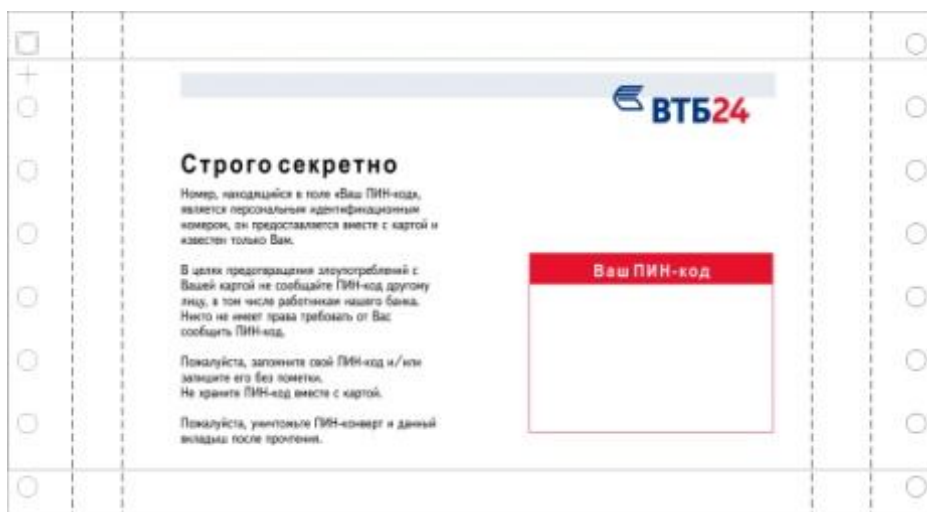 ВТБ24
Строго секретно
Номер, находящийся в поле «Ваш ПИН-код»,
является персональным идентификационным
номером, он предоставляется вместе с картой и
известен только Вам.
В целях предотвращения злоупотреблений с
Вашей картой не сообщайте ПИН-код другому
лицу, в том числе работникам нашего банка.
Никто не имеет права требовать от Вас
сообщить ПИН-код.
Пожалуйста, запомните свой ПИН-код и/или
запишите его без пометки.
Не храните ПИН-код вместе с картой.
Пожалуйста, уничтожьте ПИН-конверт и данный
вкладыш после прочтения.
Ваш ПИН-код